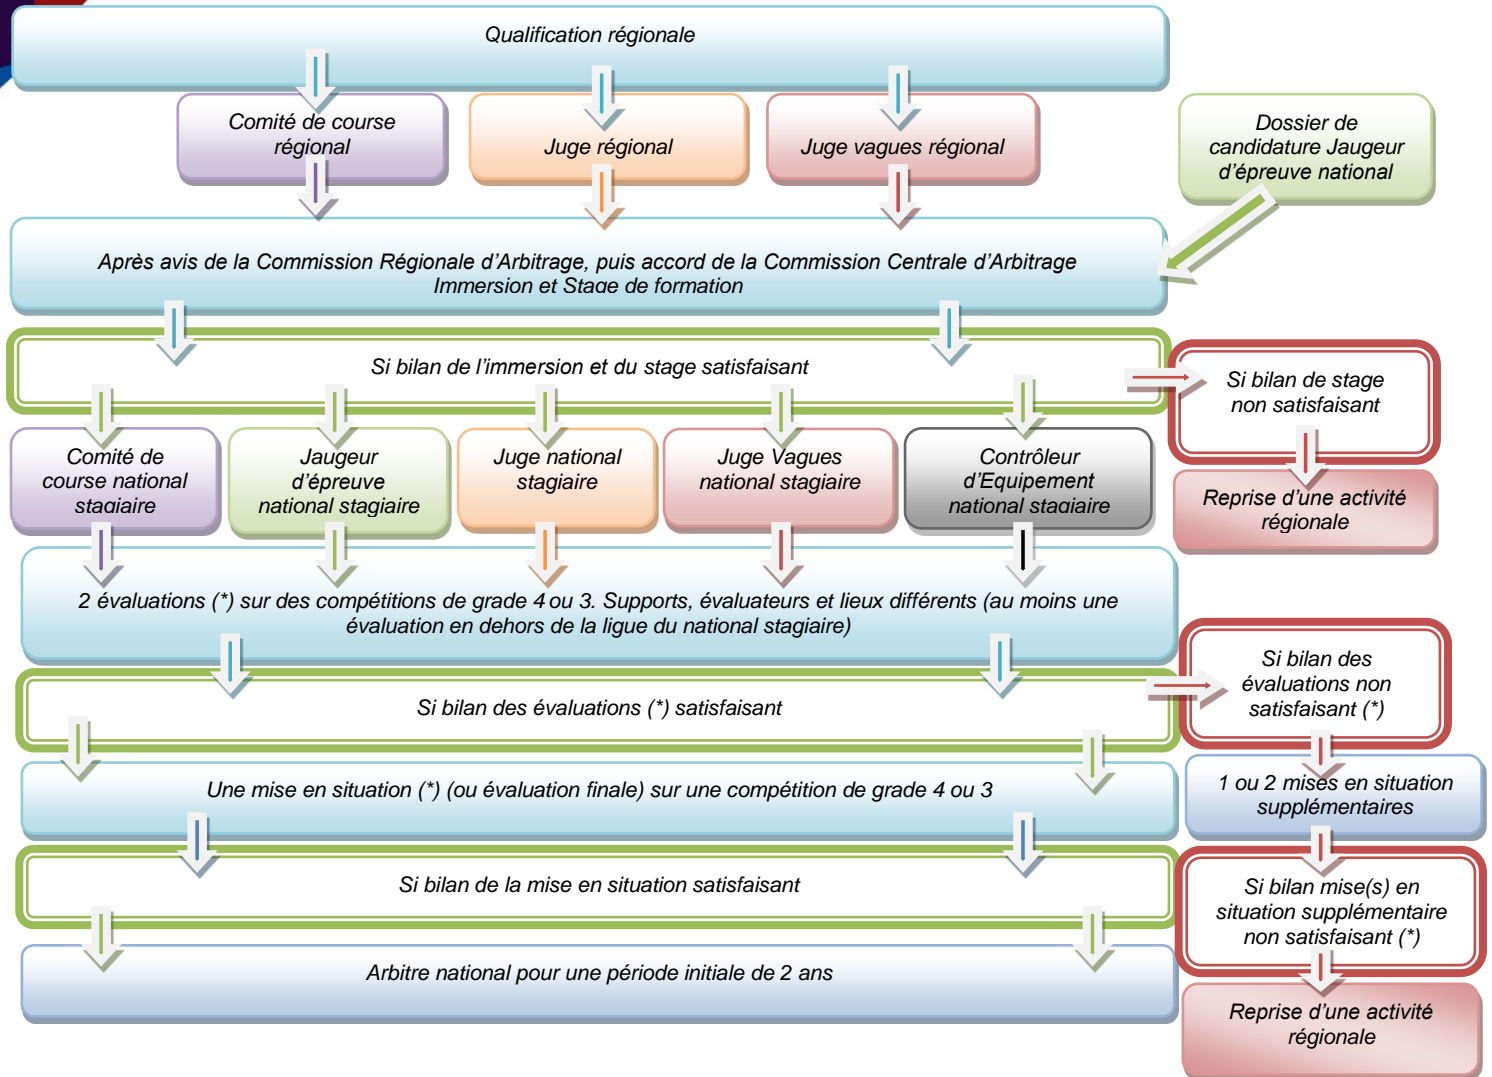 Qualification régionale
Comité de course
régional
Juge régional
Juge vagues régional
Dossier de
candidature Jaugeur
d'épreuve national
Après avis de la Commission Régionale d'Arbitrage, puis accord de la Commission Centrale d'Arbitrage
Immersion et Stage de formation
Si bilan de l'immersion et du stage satisfaisant
Si bilan de stage
non satisfaisant
Comité de
course national
stagiaire
Jaugeur
d'épreuve
national stagiaire
Juge national
stagiaire
Juge Vagues
national stagiaire
Contrôleur
d'Equipement
national stagiaire
Reprise d'une activité
régionale
2 évaluations (*) sur des compétitions de grade 4 ou 3. Supports, évaluateurs et lieux différents (au moins une
évaluation en dehors de la ligue du national stagiaire)
Si bilan des évaluations (*) satisfaisant
Si bilan des
évaluations non
satisfaisant (*)
Une mise en situation (*) (ou évaluation finale) sur une compétition de grade 4 ou 3
1 ou 2 mises en situation
supplémentaires
Si bilan de la mise en situation satisfaisant
Si bilan mise(s) en
situation supplémentaire
non satisfaisant (*)
Arbitre national pour une période initiale de 2 ans
Reprise d'une activité
régionale